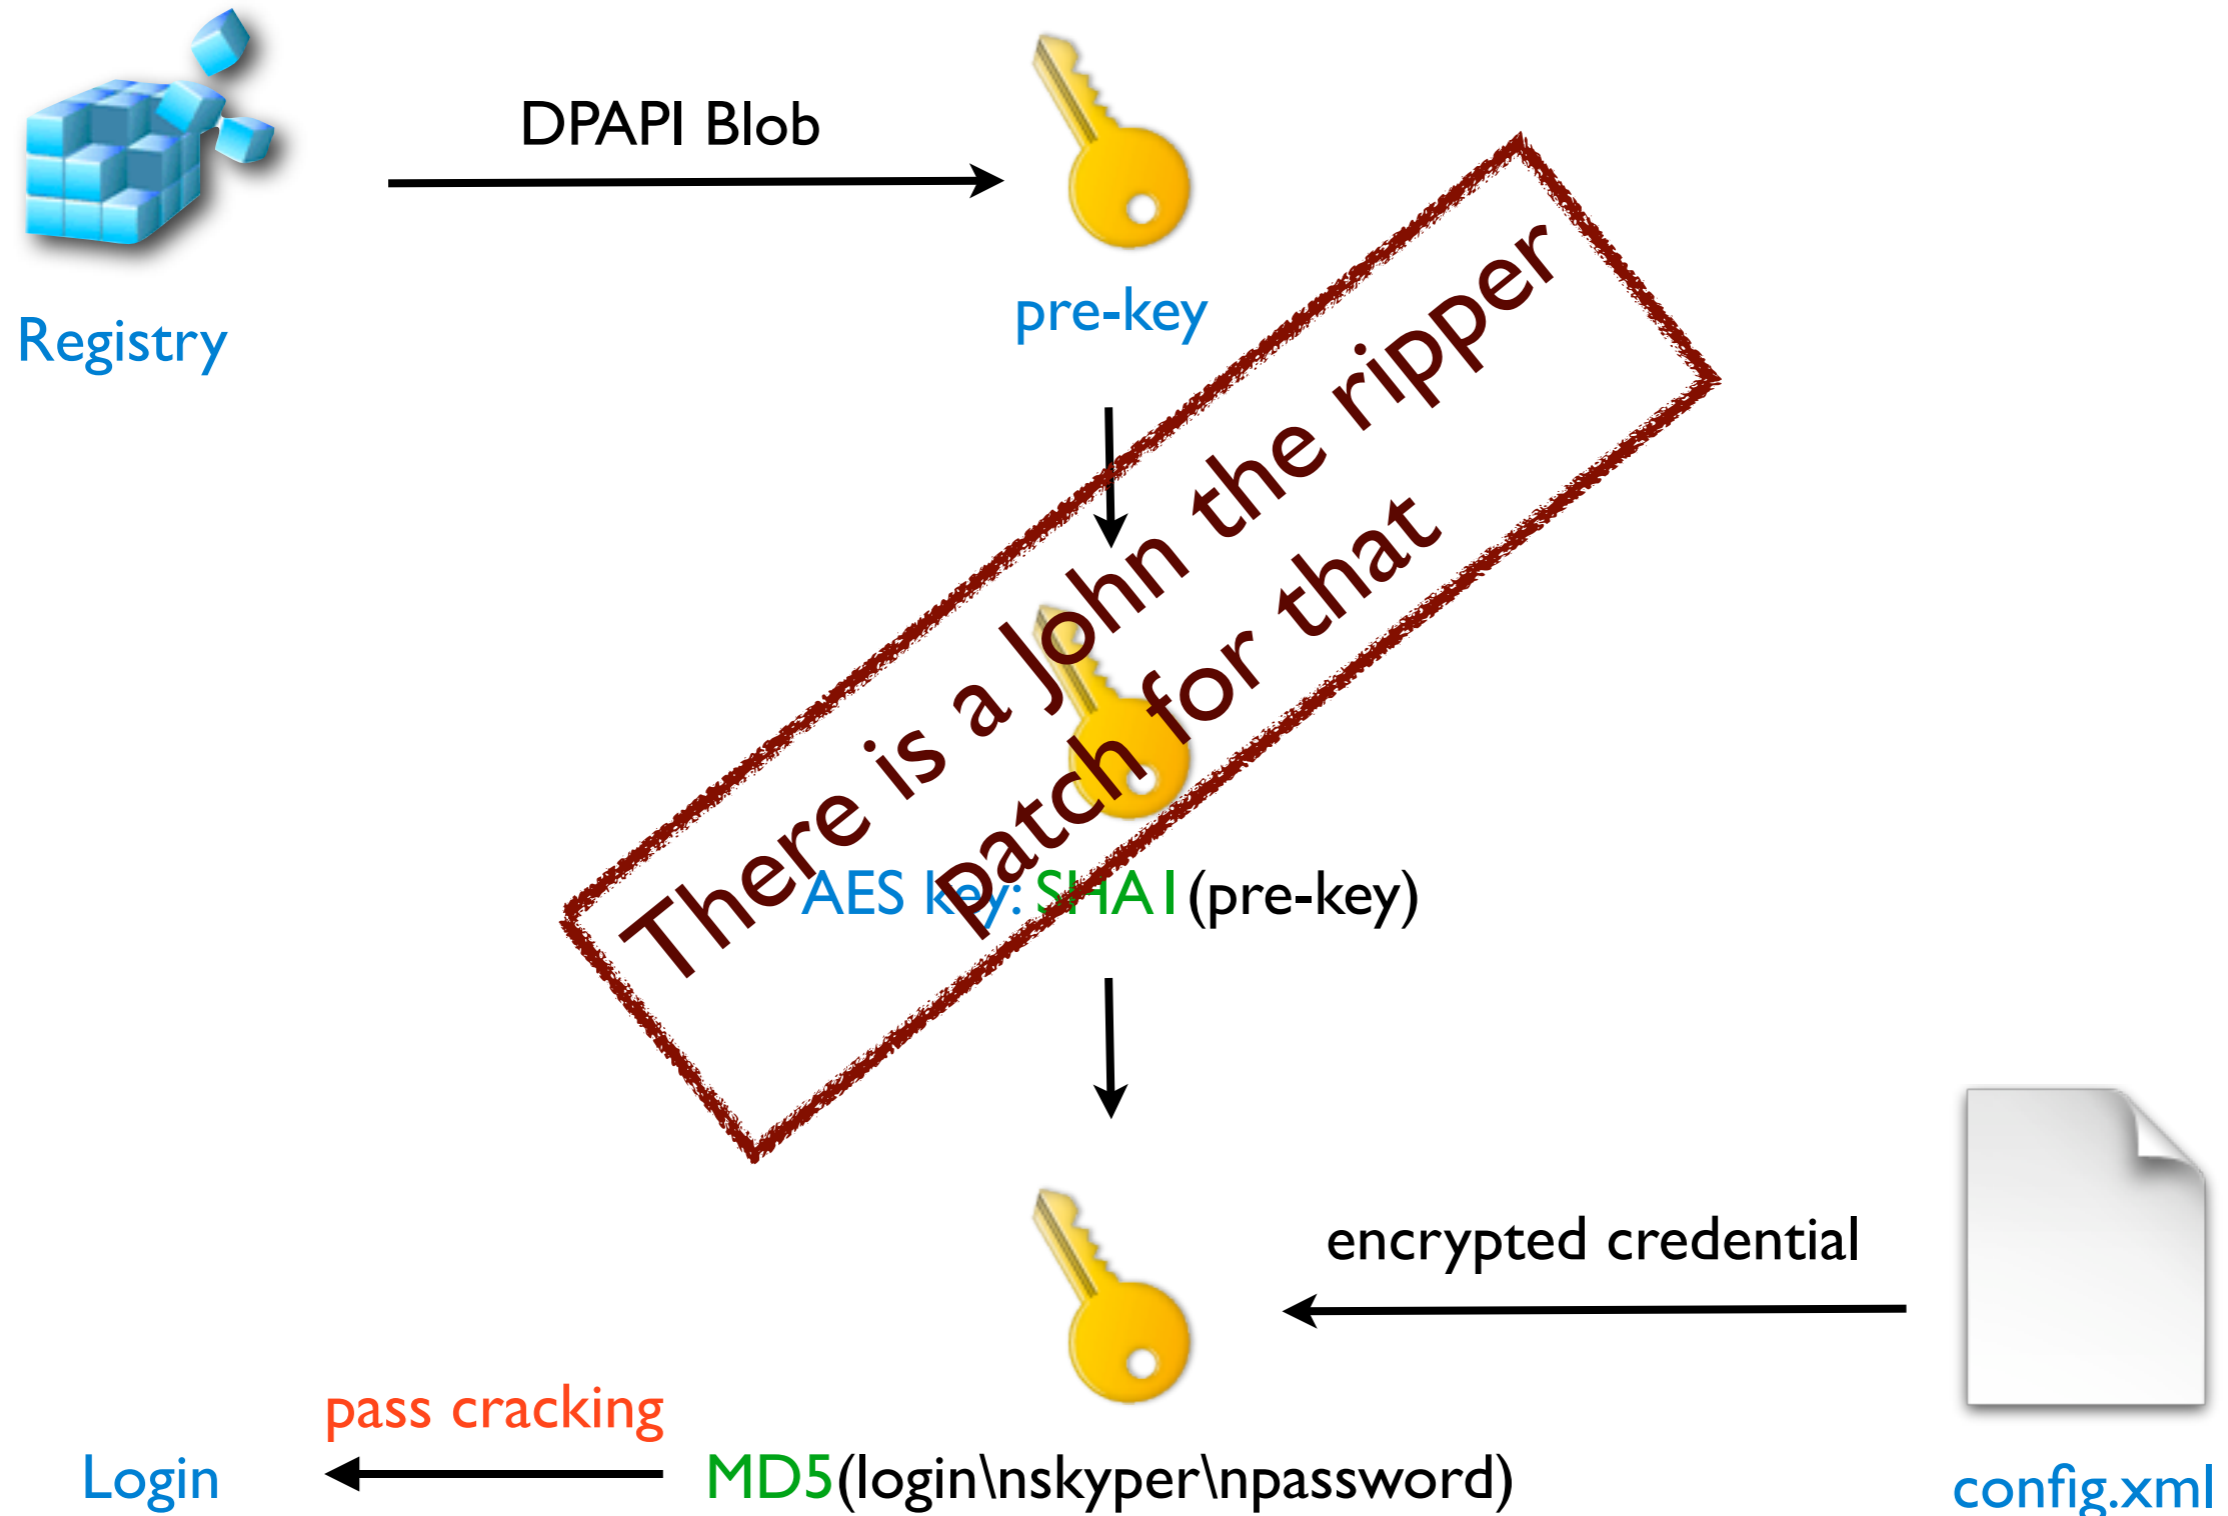 DPAPI Blob
Registry
pre-key
There is a John the ripper
patch for that
AES key: SHA1(pre-key)
encrypted credential
pass cracking
Login
MD5(login\nskyper\npassword)
config.xml